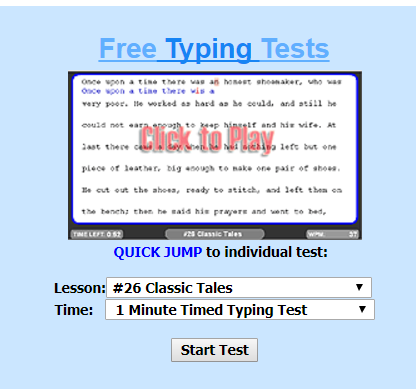 Free Typing Tests
Once upon a time there was an honest shoemaker, who was
Once upon a time there wis a
very poor. He worked as hard as he could, and still he
could not earn enough to keep himself and his wife. At
last there came a day when he had nothing left but one
Click to Play
piece of leather, big enough to make one pair of shoes.
He cut out the shoes, ready to stitch, and left them on
the bench; then he said his prayers and went to bed,
TIME LEFT: 0:52 #26 Classic Tales WPM: 37
QUICK JUMP to individual test:
Lesson: #26 Classic Tales
Time: 1 Minute Timed Typing Test
Start Test